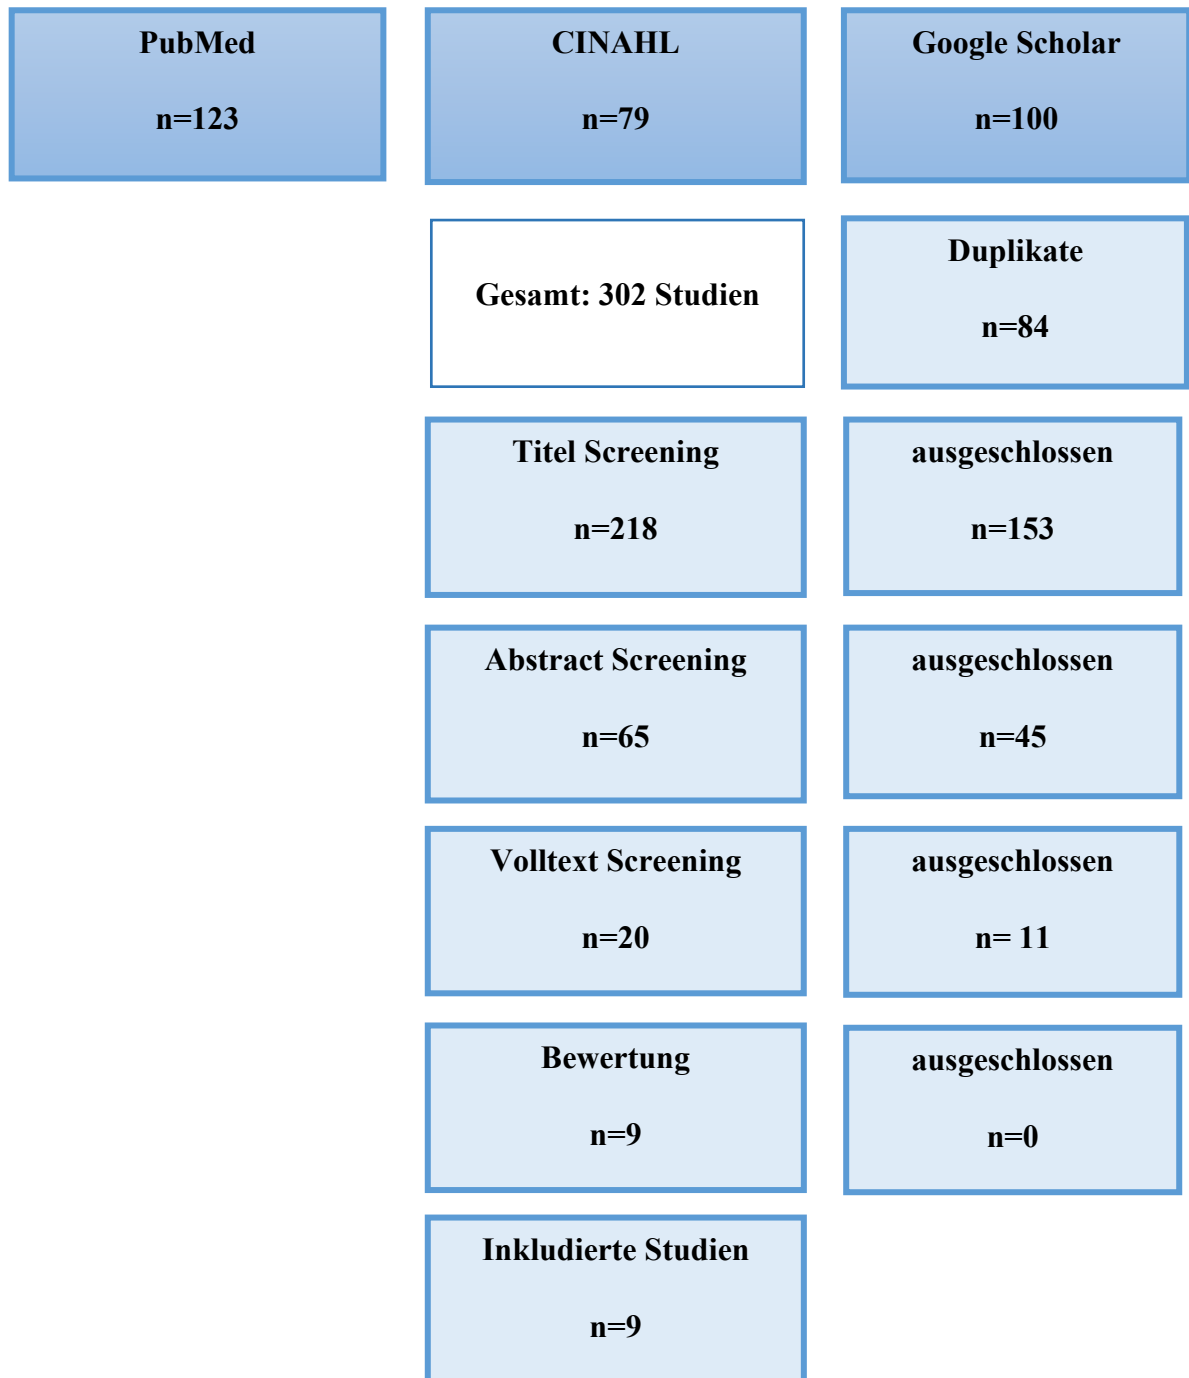 PubMed
n=123
CINAHL
n=79
Google Scholar
n=100
Gesamt: 302 Studien
Duplikate
n=84
Titel Screening
n=218
ausgeschlossen
n=153
Abstract Screening
n=65
ausgeschlossen
n=45
Volltext Screening
n=20
ausgeschlossen
n= 11
Bewertung
n=9
ausgeschlossen
n=0
Inkludierte Studien
n=9